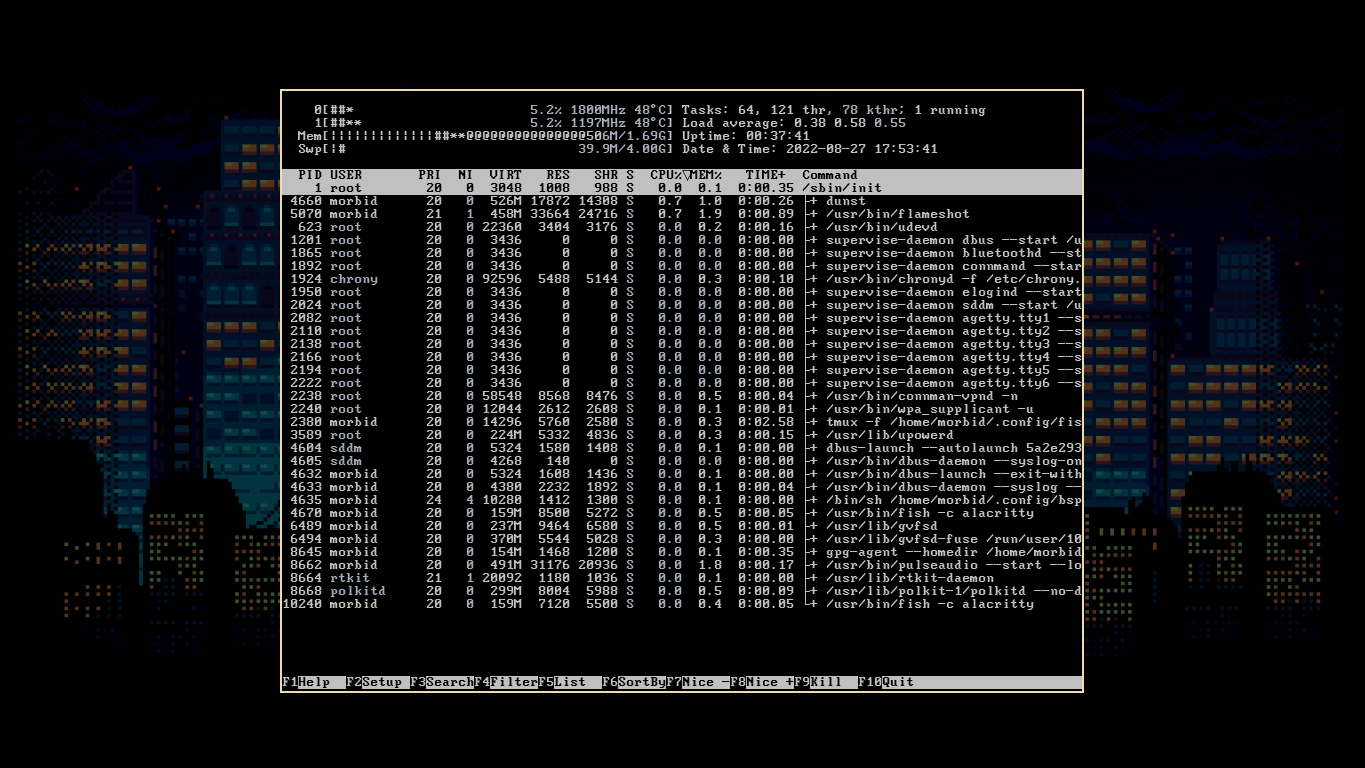 0[##* 5.2% 1800MHz 48°C] Tasks: 64, 121 thr, 78 kthr; 1 running
1[##** 5.2% 1197MHz 48°C] Load average: 0.38 0.58 0.55
Mem[|||||||||||||##**@@@@@@@@@@@@@@@506M/1.69G] Uptime: 00:37:41
Swp[|# 39.9M/4.00G] Date & Time: 2022-08-27 17:53:41
PID USER PRI NI VIRT RES SHR S CPU%▽MEM% TIME+ Command
1 root 20 0 3048 1008 988 S 0.0 0.1 0:00.35 /sbin/init
4660 morbid 20 0 526M 17872 14308 S 0.7 1.0 0:00.26 ├+ dunst
5070 morbid 21 1 458M 33664 24716 S 0.7 1.9 0:00.89 ├+ /usr/bin/flameshot
623 root 20 0 22360 3404 3176 S 0.0 0.2 0:00.16 ├+ /usr/bin/udevd
1201 root 20 0 3436 0 0 S 0.0 0.0 0:00.00 ├+ supervise-daemon dbus --start /u
1865 root 20 0 3436 0 0 S 0.0 0.0 0:00.00 ├+ supervise-daemon bluetoothd --st
1892 root 20 0 3436 0 0 S 0.0 0.0 0:00.00 ├+ supervise-daemon connmand --star
1924 chrony 20 0 92596 5488 5144 S 0.0 0.3 0:00.10 ├+ /usr/bin/chronyd -f /etc/chrony.
1950 root 20 0 3436 0 0 S 0.0 0.0 0:00.00 ├+ supervise-daemon elogind --start
2024 root 20 0 3436 0 0 S 0.0 0.0 0:00.00 ├+ supervise-daemon sddm --start /u
2082 root 20 0 3436 0 0 S 0.0 0.0 0:00.00 ├+ supervise-daemon agetty.tty1 --s
2110 root 20 0 3436 0 0 S 0.0 0.0 0:00.00 ├+ supervise-daemon agetty.tty2 --s
2138 root 20 0 3436 0 0 S 0.0 0.0 0:00.00 ├+ supervise-daemon agetty.tty3 --s
2166 root 20 0 3436 0 0 S 0.0 0.0 0:00.00 ├+ supervise-daemon agetty.tty4 --s
2194 root 20 0 3436 0 0 S 0.0 0.0 0:00.00 ├+ supervise-daemon agetty.tty5 --s
2222 root 20 0 3436 0 0 S 0.0 0.0 0:00.00 ├+ supervise-daemon agetty.tty6 --s
2238 root 20 0 58548 8568 8476 S 0.0 0.5 0:00.04 ├+ /usr/bin/connman-vpnd -n
2240 root 20 0 12044 2612 2608 S 0.0 0.1 0:00.01 ├+ /usr/bin/wpa_supplicant -u
2380 morbid 20 0 14296 5760 2580 S 0.0 0.3 0:02.58 ├+ tmux -f /home/morbid/.config/fis
3589 root 20 0 224M 5332 4836 S 0.0 0.3 0:00.15 ├+ /usr/lib/upowerd
4604 sddm 20 0 5324 1580 1408 S 0.0 0.1 0:00.00 ├+ dbus-launch --autolaunch 5a2e293
4605 sddm 20 0 4268 140 0 S 0.0 0.0 0:00.00 ├+ /usr/bin/dbus-daemon --syslog-on
4632 morbid 20 0 5324 1608 1436 S 0.0 0.1 0:00.00 ├+ /usr/bin/dbus-launch --exit-with
4633 morbid 20 0 4380 2232 1892 S 0.0 0.1 0:00.04 ├+ /usr/bin/dbus-daemon --syslog --
4635 morbid 24 4 10280 1412 1300 S 0.0 0.1 0:00.00 ├+ /bin/sh /home/morbid/.config/bsp
4670 morbid 20 0 159M 8500 5272 S 0.0 0.5 0:00.05 ├+ /usr/bin/fish -c alacritty
6489 morbid 20 0 237M 9464 6580 S 0.0 0.5 0:00.01 ├+ /usr/lib/gvfsd
6494 morbid 20 0 370M 5544 5028 S 0.0 0.3 0:00.00 ├+ /usr/lib/gvfsd-fuse /run/user/10
8645 morbid 20 0 154M 1468 1200 S 0.0 0.1 0:00.35 ├+ gpg-agent --homedir /home/morbid
8662 morbid 20 0 491M 31176 20936 S 0.0 1.8 0:00.17 ├+ /usr/bin/pulseaudio --start --lo
8664 rtkit 21 1 20092 1180 1036 S 0.0 0.1 0:00.00 ├+ /usr/lib/rtkit-daemon
8668 polkitd 20 0 299M 8004 5988 S 0.0 0.5 0:00.09 ├+ /usr/lib/polkit-1/polkitd --no-d
10240 morbid 20 0 159M 7120 5500 S 0.0 0.4 0:00.05 └+ /usr/bin/fish -c alacritty
F1Help F2Setup F3SearchF4FilterF5List F6SortByF7Nice -F8Nice +F9Kill F10Quit